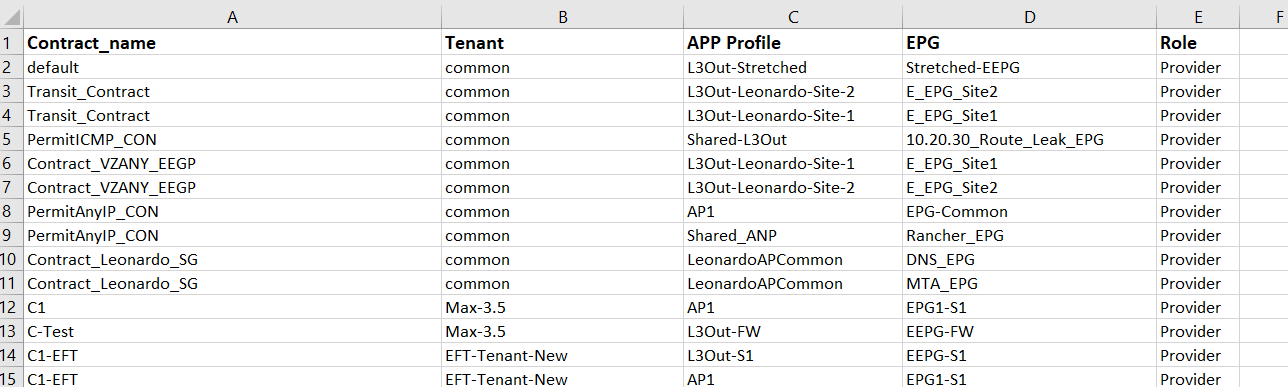 A B C D E F
1 Contract_name Tenant APP Profile EPG Role
2 default common L3Out-Stretched Stretched-EEPG Provider
3 Transit_Contract common L3Out-Leonardo-Site-2 E_EPG_Site2 Provider
4 Transit_Contract common L3Out-Leonardo-Site-1 E_EPG_Site1 Provider
5 PermitICMP_CON common Shared-L3Out 10.20.30_Route_Leak_EPG Provider
6 Contract_VZANY_EEGP common L3Out-Leonardo-Site-1 E_EPG_Site1 Provider
7 Contract_VZANY_EEGP common L3Out-Leonardo-Site-2 E_EPG_Site2 Provider
8 PermitAnyIP_CON common AP1 EPG-Common Provider
9 PermitAnyIP_CON common Shared_ANP Rancher_EPG Provider
10 Contract_Leonardo_SG common LeonardoAPCommon DNS_EPG Provider
11 Contract_Leonardo_SG common LeonardoAPCommon MTA_EPG Provider
12 C1 Max-3.5 AP1 EPG1-S1 Provider
13 C-Test Max-3.5 L3Out-FW EEPG-FW Provider
14 C1-EFT EFT-Tenant-New L3Out-S1 EEPG-S1 Provider
15 C1-EFT EFT-Tenant-New AP1 EPG1-S1 Provider